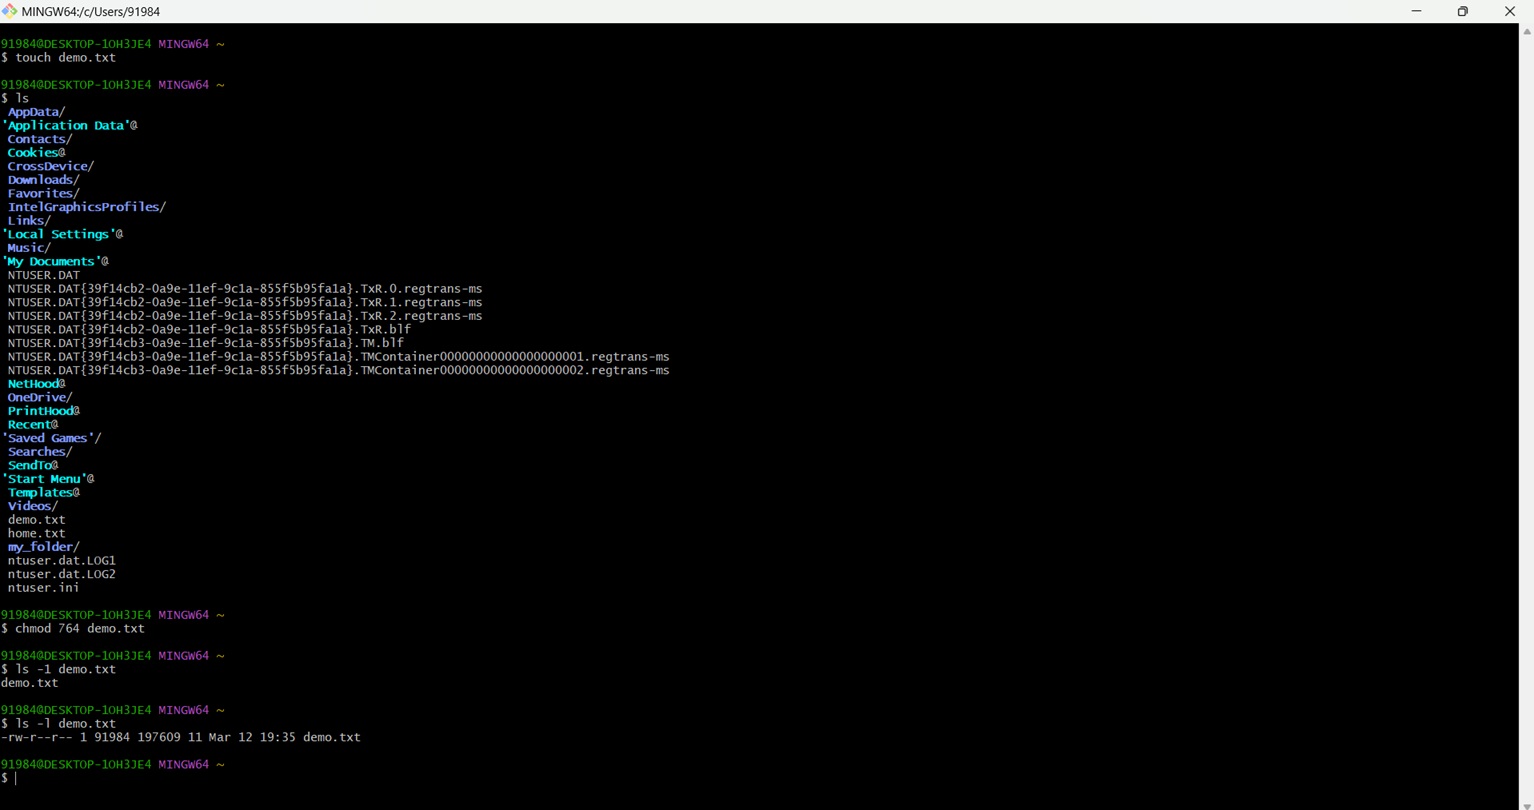 MINGW64:/c/Users/91984
91984@DESKTOP-1OH3JE4 MINGW64 ~
$ touch demo.txt
91984@DESKTOP-1OH3JE4 MINGW64 ~
$ ls
AppData/
'Application Data'@
Contacts/
Cookies@
CrossDevice/
Downloads/
Favorites/
IntelGraphicsProfiles/
Links/
'Local Settings'@
Music/
'My Documents'@
NTUSER.DAT
NTUSER.DAT{39f14cb2-0a9e-11ef-9c1a-855f5b95fa1a}.TxR.0.regtrans-ms
NTUSER.DAT{39f14cb2-0a9e-11ef-9c1a-855f5b95fa1a}.TxR.1.regtrans-ms
NTUSER.DAT{39f14cb2-0a9e-11ef-9c1a-855f5b95fa1a}.TxR.2.regtrans-ms
NTUSER.DAT{39f14cb2-0a9e-11ef-9c1a-855f5b95fa1a}.TxR.blf
NTUSER.DAT{39f14cb3-0a9e-11ef-9c1a-855f5b95fa1a}.TM.blf
NTUSER.DAT{39f14cb3-0a9e-11ef-9c1a-855f5b95fa1a}.TMContainer00000000000000000001.regtrans-ms
NTUSER.DAT{39f14cb3-0a9e-11ef-9c1a-855f5b95fa1a}.TMContainer00000000000000000002.regtrans-ms
NetHood@
OneDrive/
PrintHood@
Recent@
'Saved Games'/
Searches/
SendTo@
'Start Menu'@
Templates@
Videos/
demo.txt
home.txt
my_folder/
ntuser.dat.LOG1
ntuser.dat.LOG2
ntuser.ini
91984@DESKTOP-1OH3JE4 MINGW64 ~
$ chmod 764 demo.txt
91984@DESKTOP-1OH3JE4 MINGW64 ~
$ ls -1 demo.txt
demo.txt
91984@DESKTOP-1OH3JE4 MINGW64 ~
$ ls -l demo.txt
-rw-r--r-- 1 91984 197609 11 Mar 12 19:35 demo.txt
91984@DESKTOP-1OH3JE4 MINGW64 ~
$